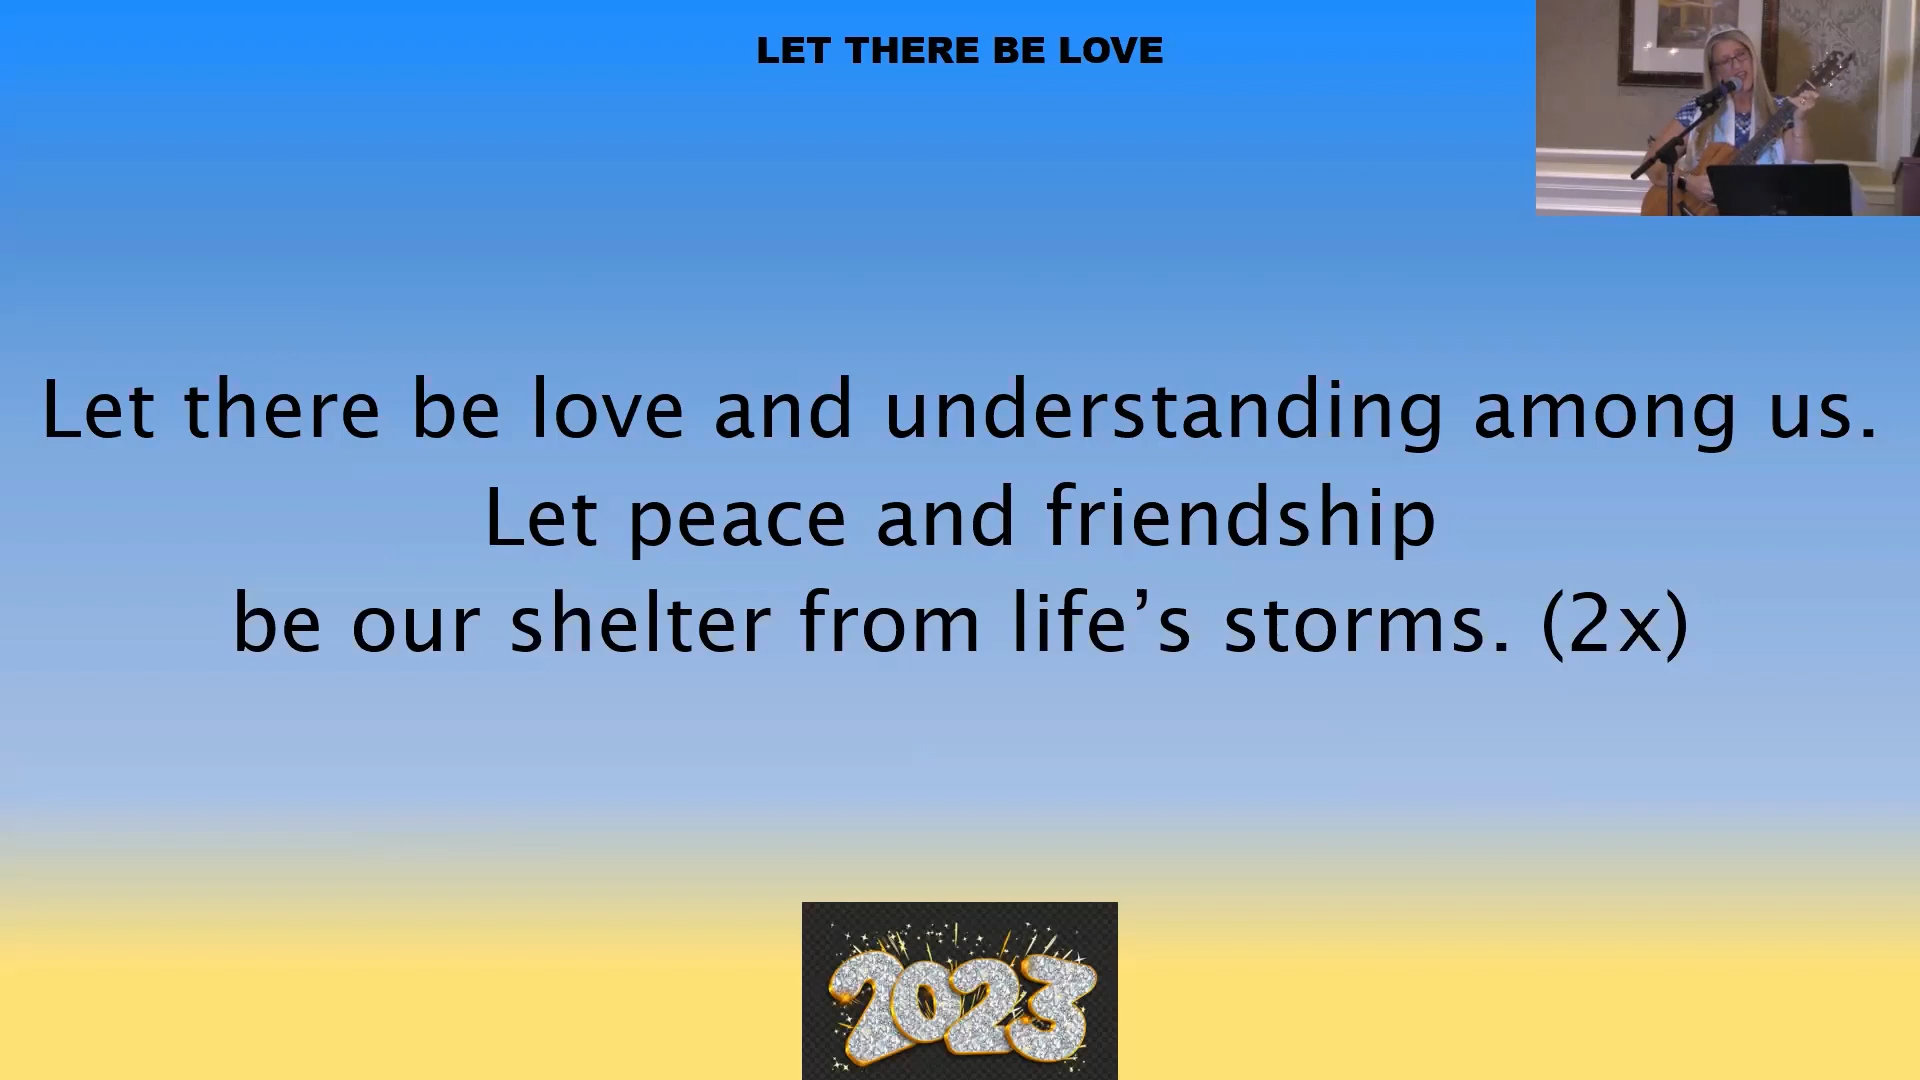 LET THERE BE LOVE
Let there be love and understanding among us.
Let peace and friendship
be our shelter from life’s storms. (2x)
2023